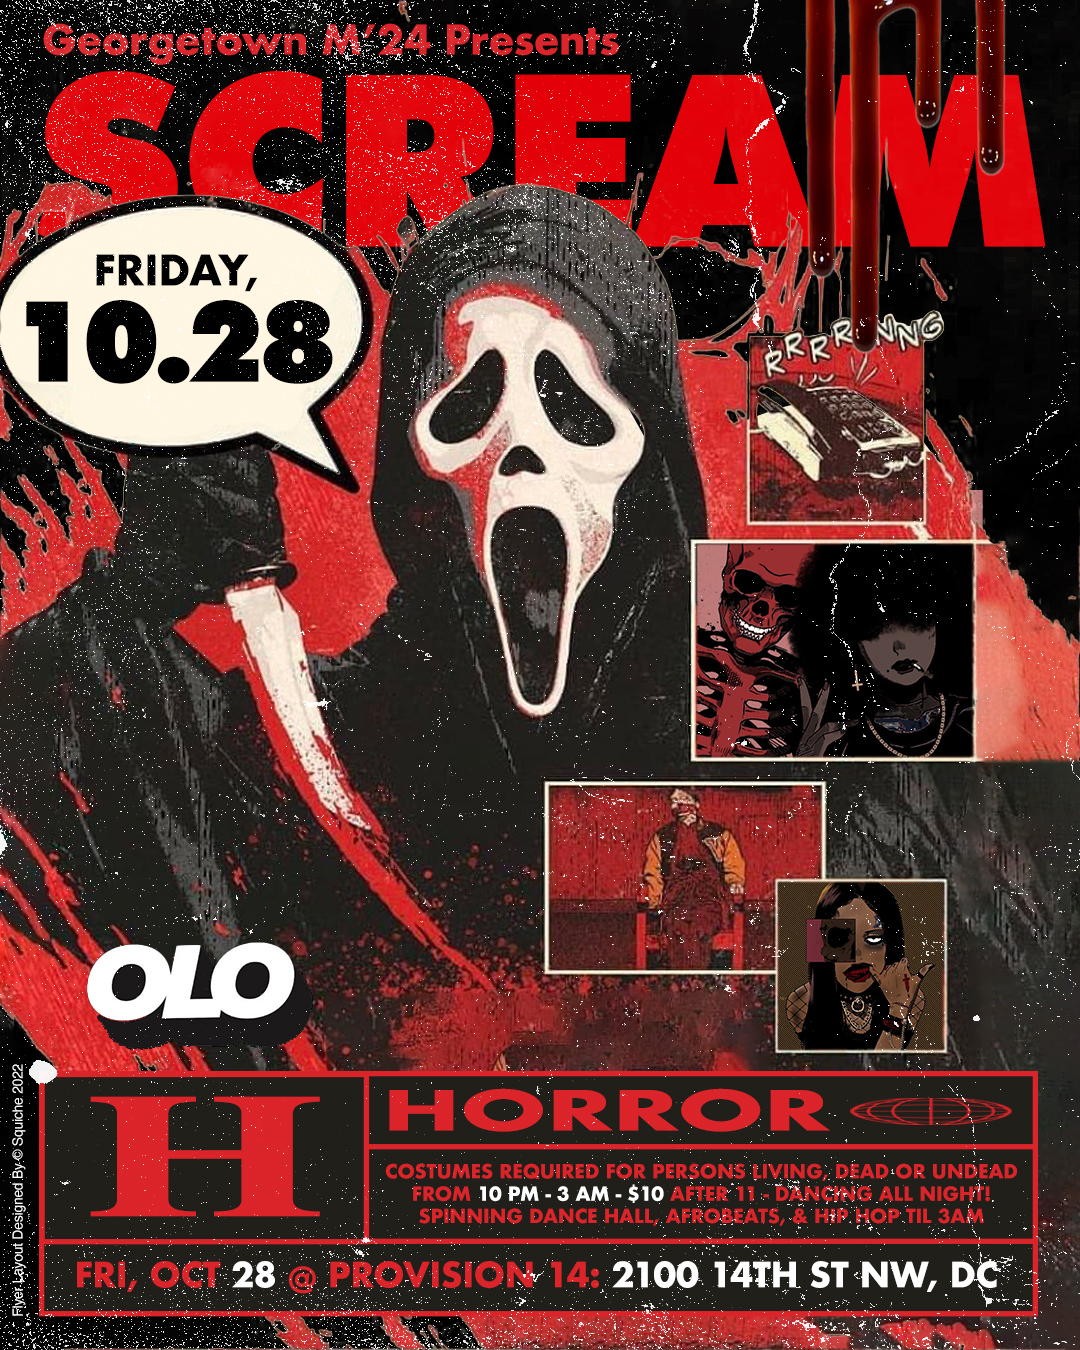 Georgetown M'24 Presents
SCREAM
FRIDAY,
10.28
RRRRINNG
OLO
H
HORROR
COSTUMES REQUIRED FOR PERSONS LIVING, DEAD OR UNDEAD
FROM 10 PM - 3 AM - $10 AFTER 11 - DANCING ALL NIGHT!
SPINNING DANCE HALL, AFROBEATS, & HIP HOP TIL 3AM
FRI, OCT 28 @ PROVISION 14: 2100 14TH ST NW, DC
Flyer Layout Designed By © Squiche 2022